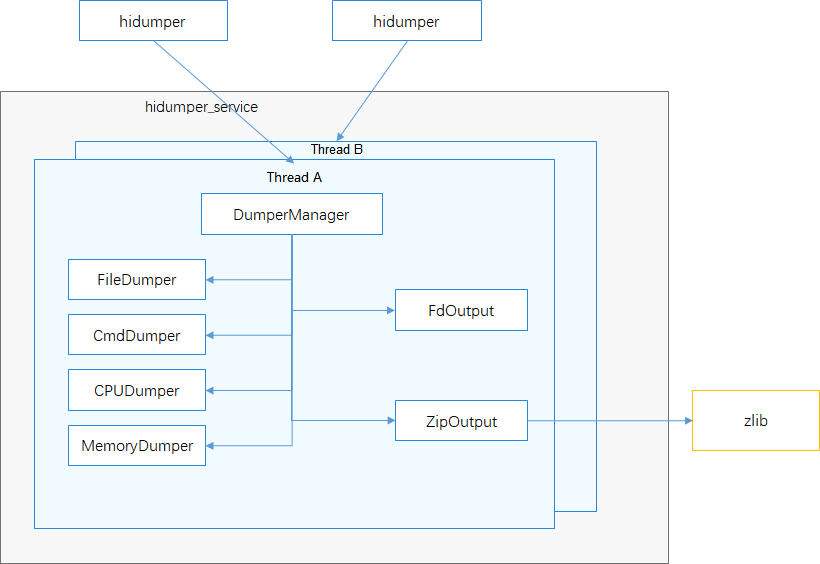 hidumper
hidumper
hidumper_service
Thread B
Thread A
DumperManager
FileDumper
FdOutput
CmdDumper
CPUDumper
ZipOutput
zlib
MemoryDumper